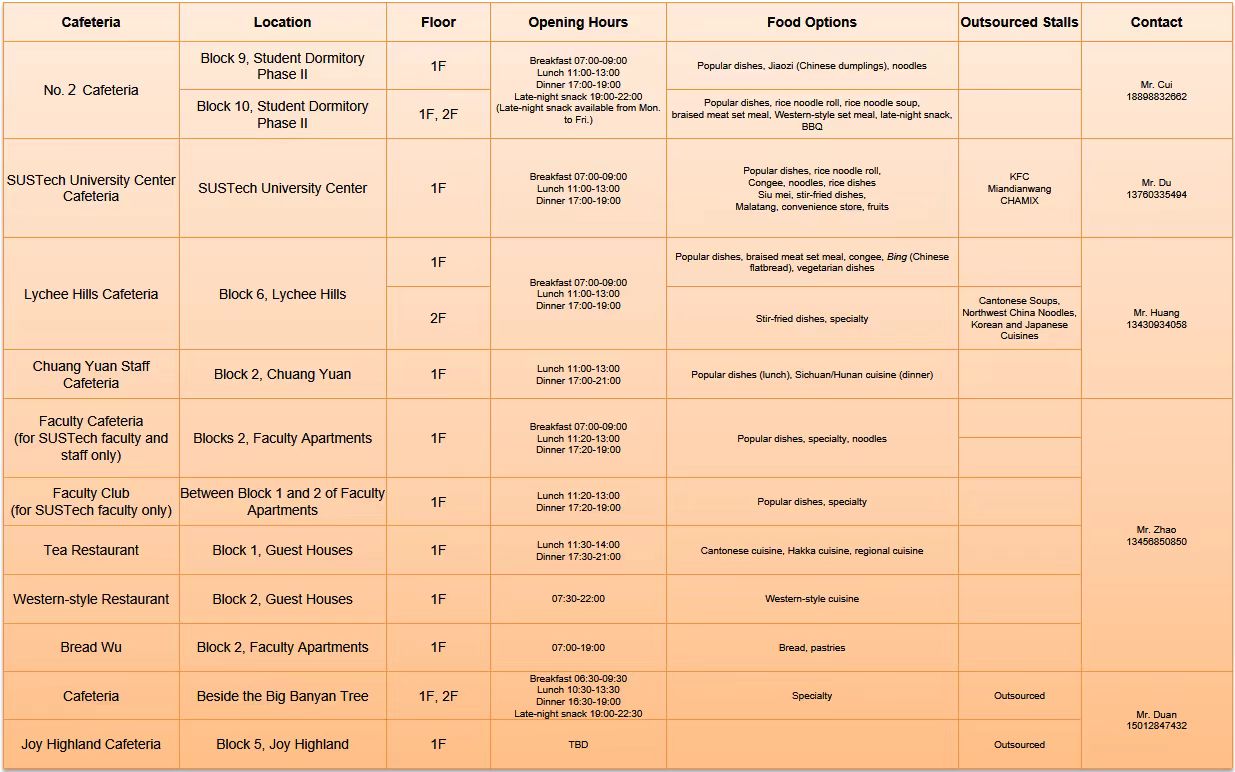 Cafeteria Location Floor Opening Hours Food Options Outsourced Stalls Contact
No. 2 Cafeteria
Block 9, Student Dormitory
Phase II
1F
Breakfast 07:00-09:00
Lunch 11:00-13:00
Dinner 17:00-19:00
Late-night snack 19:00-22:00
(Late-night snack available from Mon.
to Fri.)
Popular dishes, Jiaozi (Chinese dumplings), noodles
Mr. Cui
18898832662
Block 10, Student Dormitory
Phase II
1F, 2F
Popular dishes, rice noodle roll, rice noodle soup,
braised meat set meal, Western-style set meal, late-night snack,
BBQ
SUSTech University Center
Cafeteria
SUSTech University Center
1F
Breakfast 07:00-09:00
Lunch 11:00-13:00
Dinner 17:00-19:00
Popular dishes, rice noodle roll,
Congee, noodles, rice dishes
Siu mei, stir-fried dishes,
Malatang, convenience store, fruits
KFC
Miandianwang
CHAMIX
Mr. Du
13760335494
Lychee Hills Cafeteria
Block 6, Lychee Hills
1F
Breakfast 07:00-09:00
Lunch 11:00-13:00
Dinner 17:00-19:00
Popular dishes, braised meat set meal, congee, Bing (Chinese
flatbread), vegetarian dishes
Mr. Huang
13430934058
2F
Stir-fried dishes, specialty
Cantonese Soups,
Northwest China Noodles,
Korean and Japanese
Cuisines
Chuang Yuan Staff
Cafeteria
Block 2, Chuang Yuan
1F
Lunch 11:00-13:00
Dinner 17:00-21:00
Popular dishes (lunch), Sichuan/Hunan cuisine (dinner)
Faculty Cafeteria
(for SUSTech faculty and
staff only)
Blocks 2, Faculty Apartments
1F
Breakfast 07:00-09:00
Lunch 11:20-13:00
Dinner 17:20-19:00
Popular dishes, specialty, noodles
Mr. Zhao
13456850850
Faculty Club
(for SUSTech faculty only)
Between Block 1 and 2 of Faculty
Apartments
1F
Lunch 11:20-13:00
Dinner 17:20-19:00
Popular dishes, specialty
Tea Restaurant
Block 1, Guest Houses
1F
Lunch 11:30-14:00
Dinner 17:30-21:00
Cantonese cuisine, Hakka cuisine, regional cuisine
Western-style Restaurant
Block 2, Guest Houses
1F
07:30-22:00
Western-style cuisine
Bread Wu
Block 2, Faculty Apartments
1F
07:00-19:00
Bread, pastries
Cafeteria
Beside the Big Banyan Tree
1F, 2F
Breakfast 06:30-09:30
Lunch 10:30-13:30
Dinner 16:30-19:00
Late-night snack 19:00-22:30
Specialty
Outsourced
Mr. Duan
15012847432
Joy Highland Cafeteria
Block 5, Joy Highland
1F
TBD
Outsourced